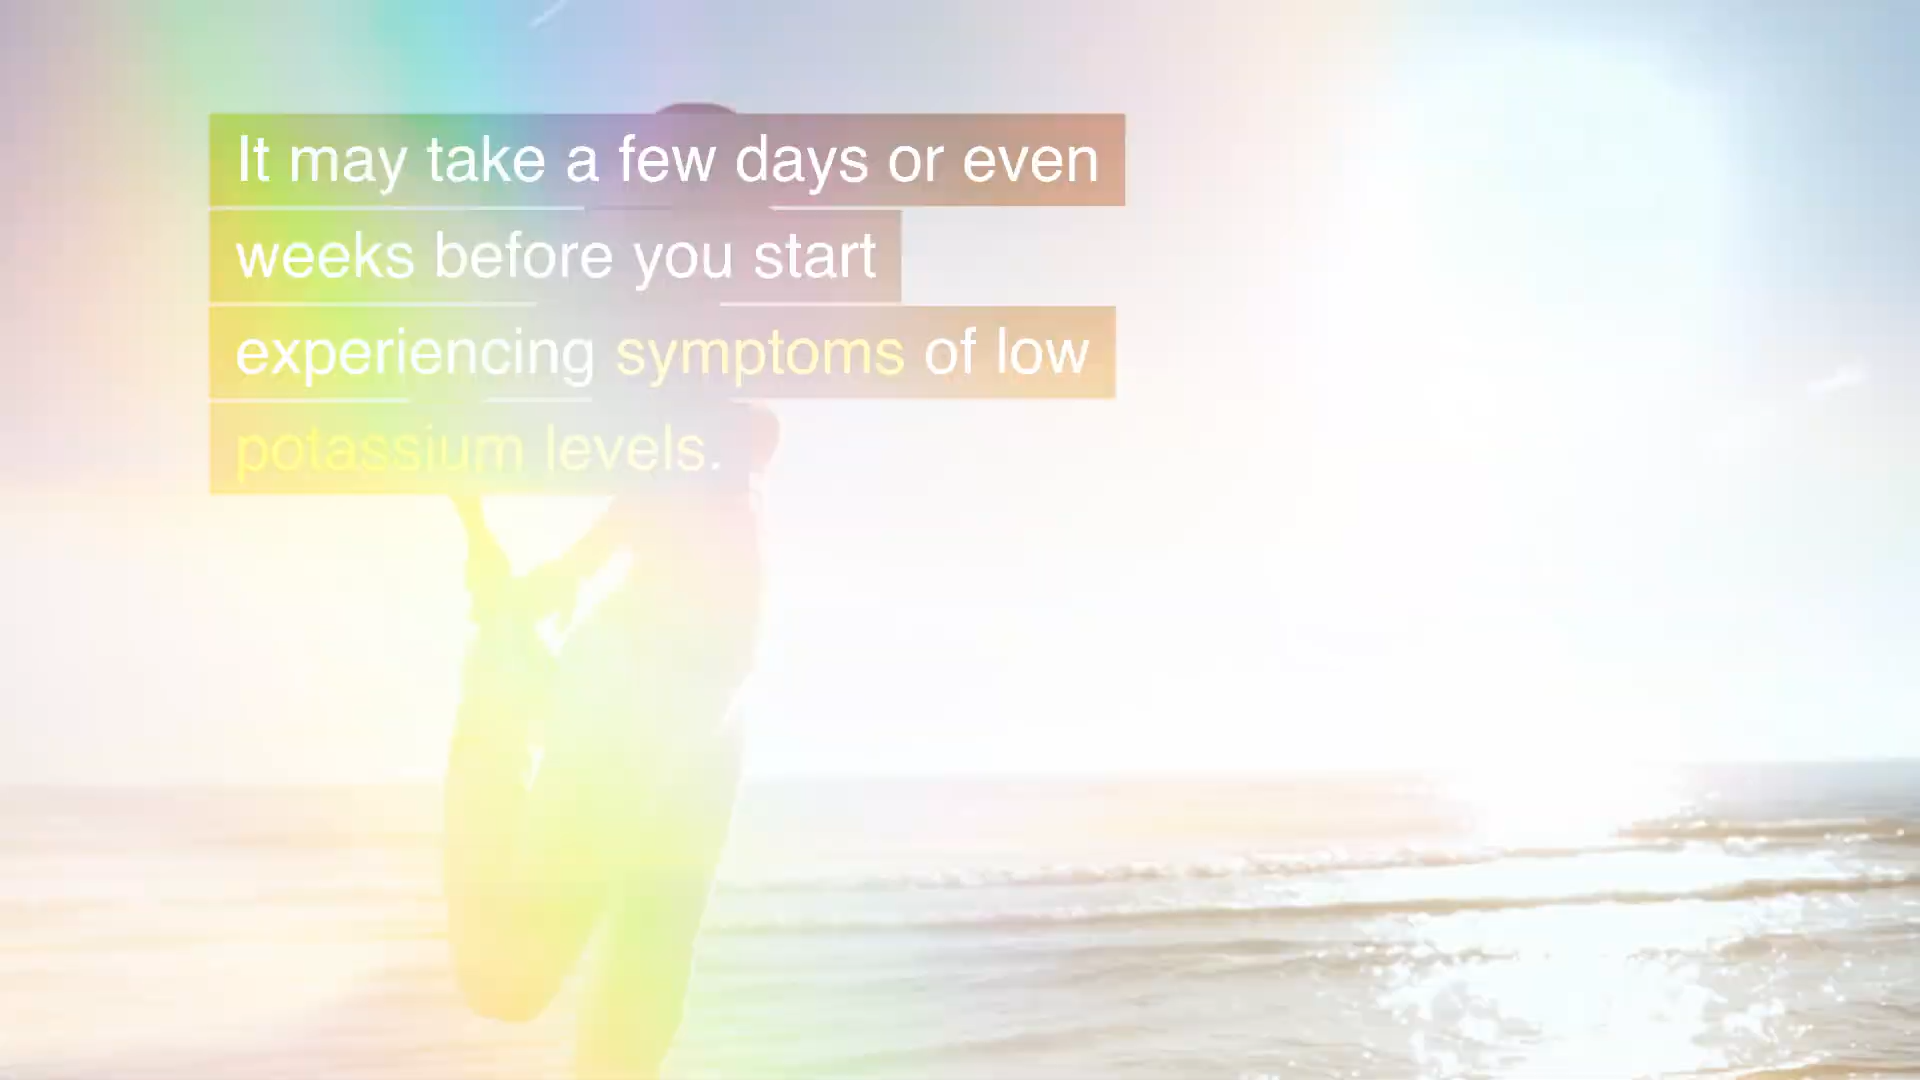 It may take a few days or even
weeks before you start
experiencing symptoms of low
potassium levels.